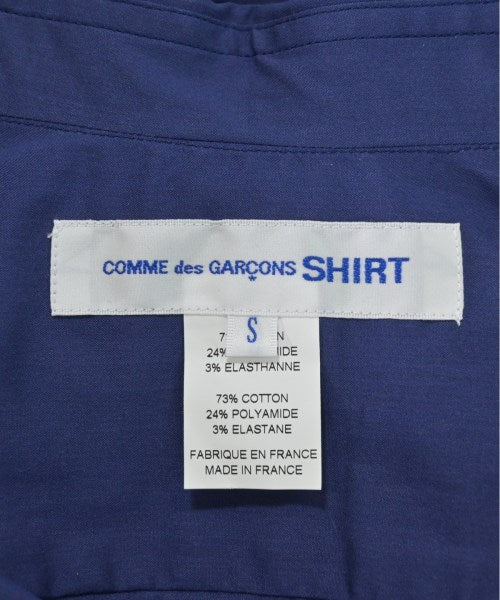 COMME des GARÇONS SHIRT
S
24%
3% ELASTHANNE
73% COTTON
24% POLYAMIDE
3% ELASTANE
FABRIQUE EN FRANCE
MADE IN FRANCE